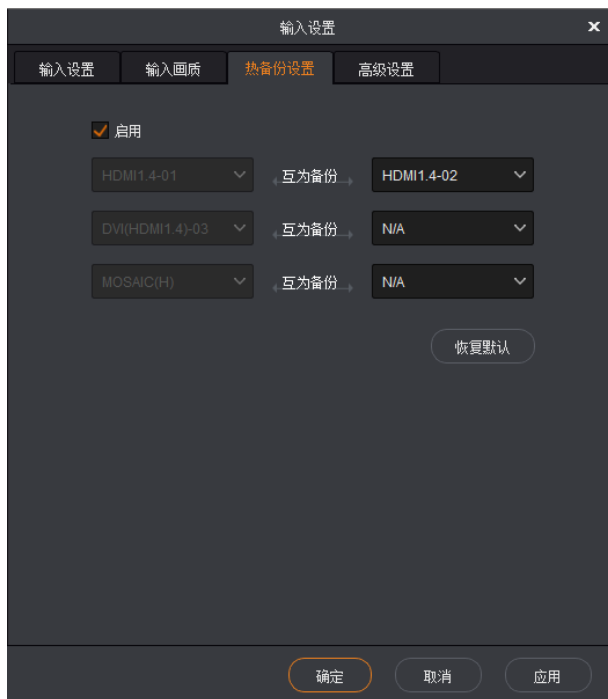 输入设置
输入设置 输入画质 热备份设置 高级设置
启用
HDMI1.4-01 互为备份 HDMI1.4-02
DVI(HDMI1.4)-03 互为备份 N/A
MOSAIC(H) 互为备份 N/A
恢复默认
确定 取消 应用